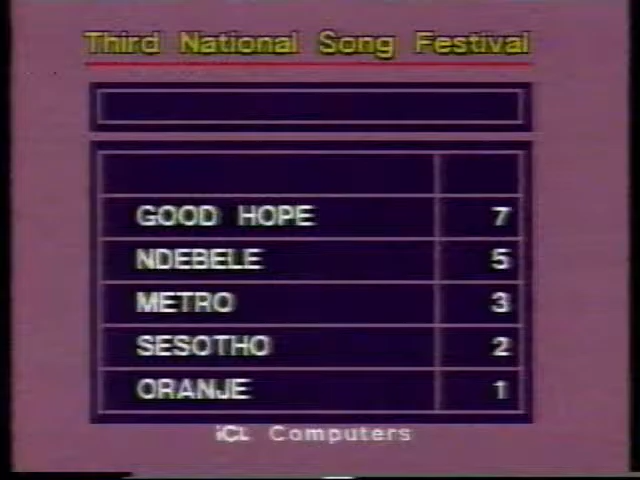 Third National Song Festival
GOOD HOPE 7
NDEBELE 5
METRO 3
SESOTHO 2
ORANJE 1
iCL Computers